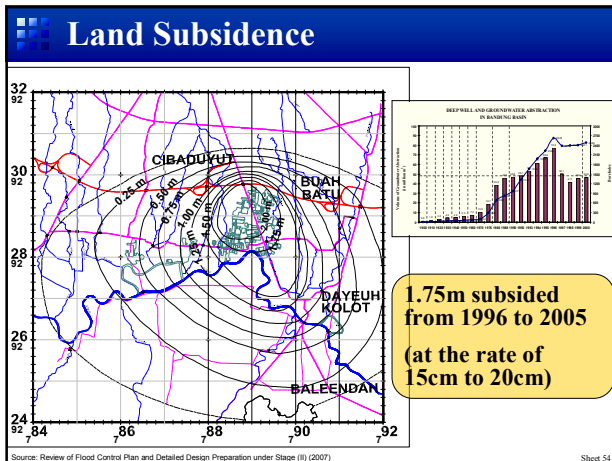 Land Subsidence
32
92
30
92
28
92
26
92
24
92
CIBADUYUT
BUAH
BATU
DAYEUH
KOLOT
BALEENDAH
0.25 m
0.50 m
0.75 m
1.00 m
1.25 m
1.50 m
2.00 m
1.75 m
7 84
7 86
7 88
7 90
7 92
DEEP WELL AND GROUNDWATER ABSTRACTION
IN BANDUNG BASIN
1.75m subsided
from 1996 to 2005
(at the rate of
15cm to 20cm)
Source: Review of Flood Control Plan and Detailed Design Preparation under Stage (II) (2007)
Sheet 54